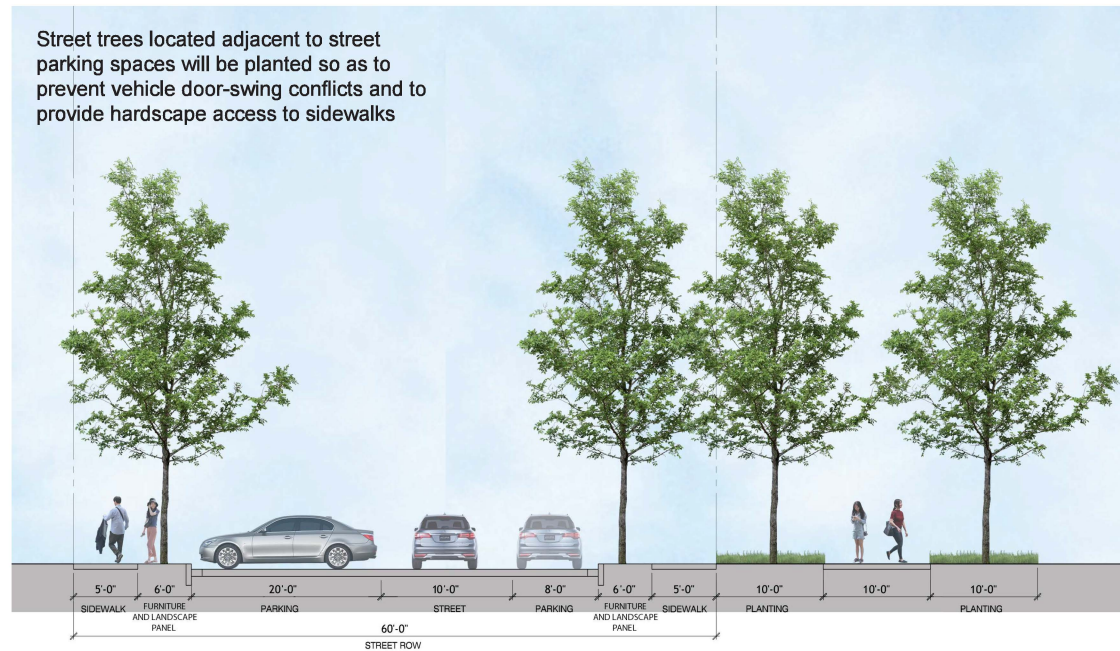 Street trees located adjacent to street
parking spaces will be planted so as to
prevent vehicle door-swing conflicts and to
provide hardscape access to sidewalks
5'-0" 6'-0" 20'-0" 10'-0" 8'-0" 6'-0" 5'-0" 10'-0" 10'-0" 10'-0"
SIDEWALK
FURNITURE
AND LANDSCAPE
PANEL
PARKING
STREET
PARKING
FURNITURE
AND LANDSCAPE
PANEL
SIDEWALK
PLANTING
PLANTING
60'-0"
STREET ROW